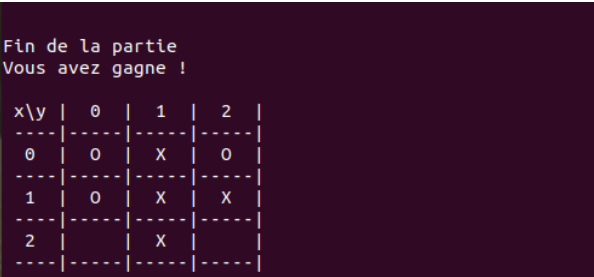 Fin de la partie
Vous avez gagne !
x\y | 0 | 1 | 2 |
----|-----|-----|-----|
0 | O | X | O |
----|-----|-----|-----|
1 | O | X | X |
----|-----|-----|-----|
2 | | X | |
----|-----|-----|-----|